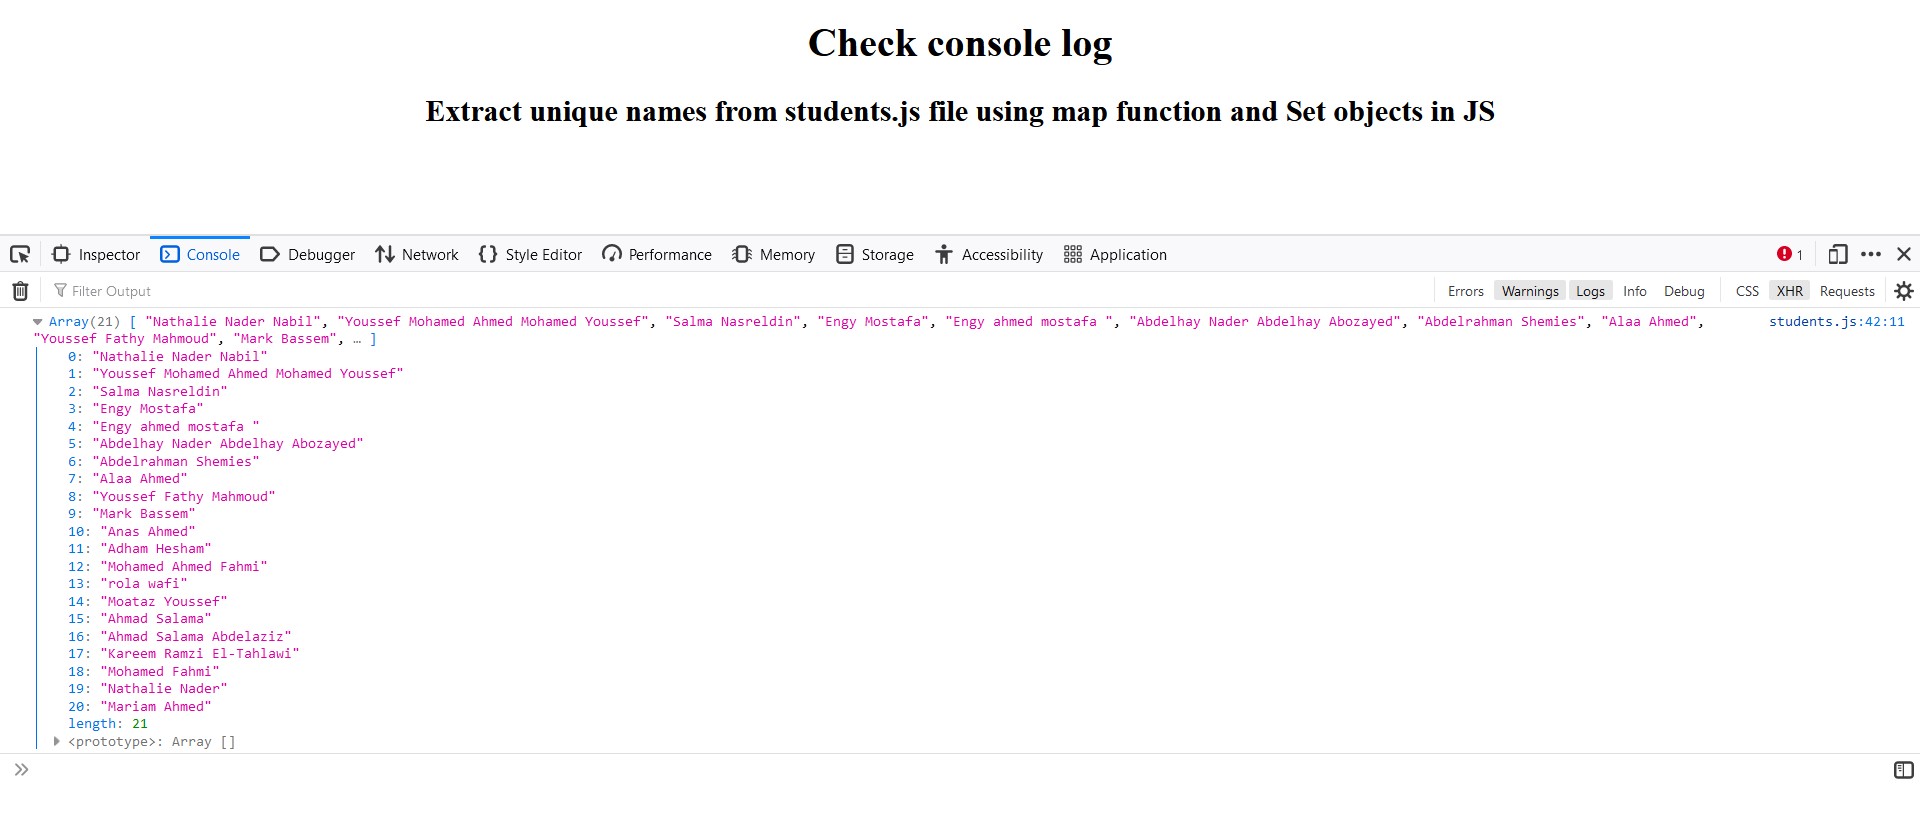 Check console log
Extract unique names from students.js file using map function and Set objects in JS
Inspector Console Debugger Network Style Editor Performance Memory Storage Accessibility Application 1
Filter Output Errors Warnings Logs Info Debug CSS XHR Requests
Array(21) [ "Nathalie Nader Nabil", "Youssef Mohamed Ahmed Mohamed Youssef", "Salma Nasreldin", "Engy Mostafa", "Engy ahmed mostafa ", "Abdelhay Nader Abdelhay Abozayed", "Abdelrahman Shemies", "Alaa Ahmed", students.js:42:11
"Youssef Fathy Mahmoud", "Mark Bassem", … ]
0: "Nathalie Nader Nabil"
1: "Youssef Mohamed Ahmed Mohamed Youssef"
2: "Salma Nasreldin"
3: "Engy Mostafa"
4: "Engy ahmed mostafa "
5: "Abdelhay Nader Abdelhay Abozayed"
6: "Abdelrahman Shemies"
7: "Alaa Ahmed"
8: "Youssef Fathy Mahmoud"
9: "Mark Bassem"
10: "Anas Ahmed"
11: "Adham Hesham"
12: "Mohamed Ahmed Fahmi"
13: "rola wafi"
14: "Moataz Youssef"
15: "Ahmad Salama"
16: "Ahmad Salama Abdelaziz"
17: "Kareem Ramzi El-Tahlawi"
18: "Mohamed Fahmi"
19: "Nathalie Nader"
20: "Mariam Ahmed"
length: 21
<prototype>: Array []